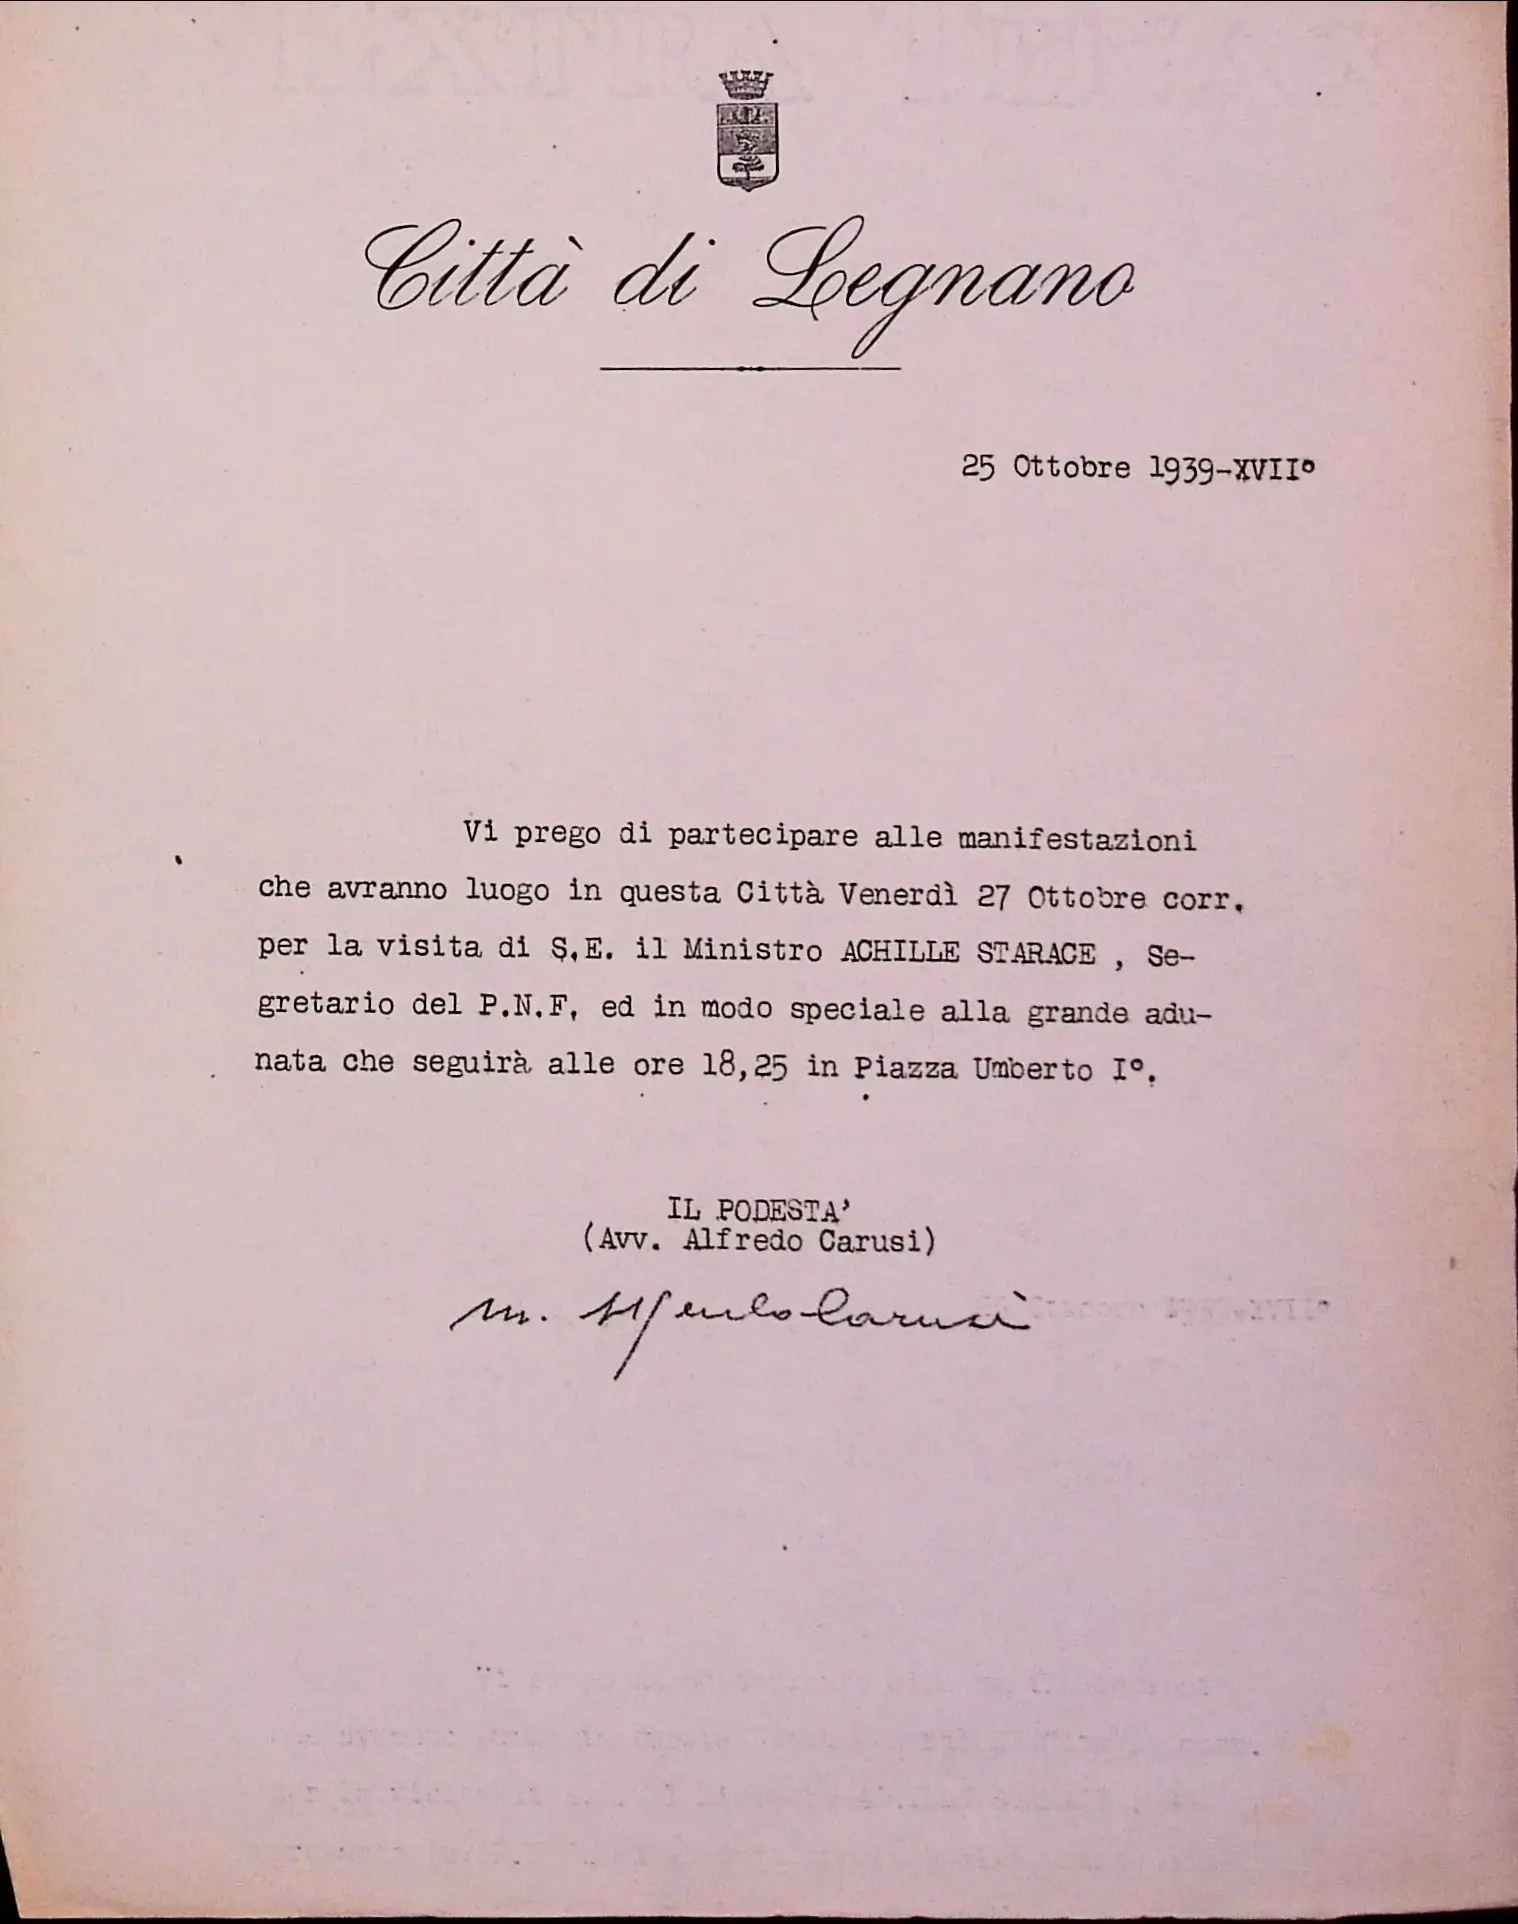 Città di Legnano
25 Ottobre 1939-XVII°
Vi prego di partecipare alle manifestazioni
che avranno luogo in questa Città Venerdì 27 Ottobre corr.
per la visita di S.E. il Ministro ACHILLE STARACE , Se-
gretario del P.N.F. ed in modo speciale alla grande adu-
nata che seguirà alle ore 18,25 in Piazza Umberto I°.
IL PODESTA'
(Avv. Alfredo Carusi)
Carusi